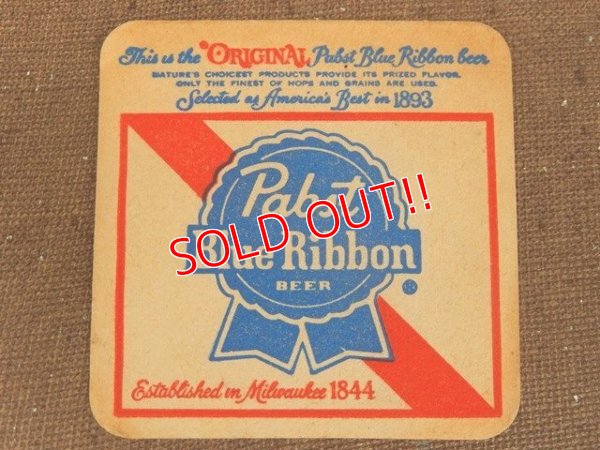 This is the ORIGINAL Pabst Blue Ribbon beer
NATURE'S CHOICEST PRODUCTS PROVIDE ITS PRIZED FLAVOR.
ONLY THE FINEST OF HOPS AND GRAINS ARE USED.
Selected as America's Best in 1893
Pabst
Blue Ribbon
BEER
®
SOLD OUT!!
Established in Milwaukee 1844